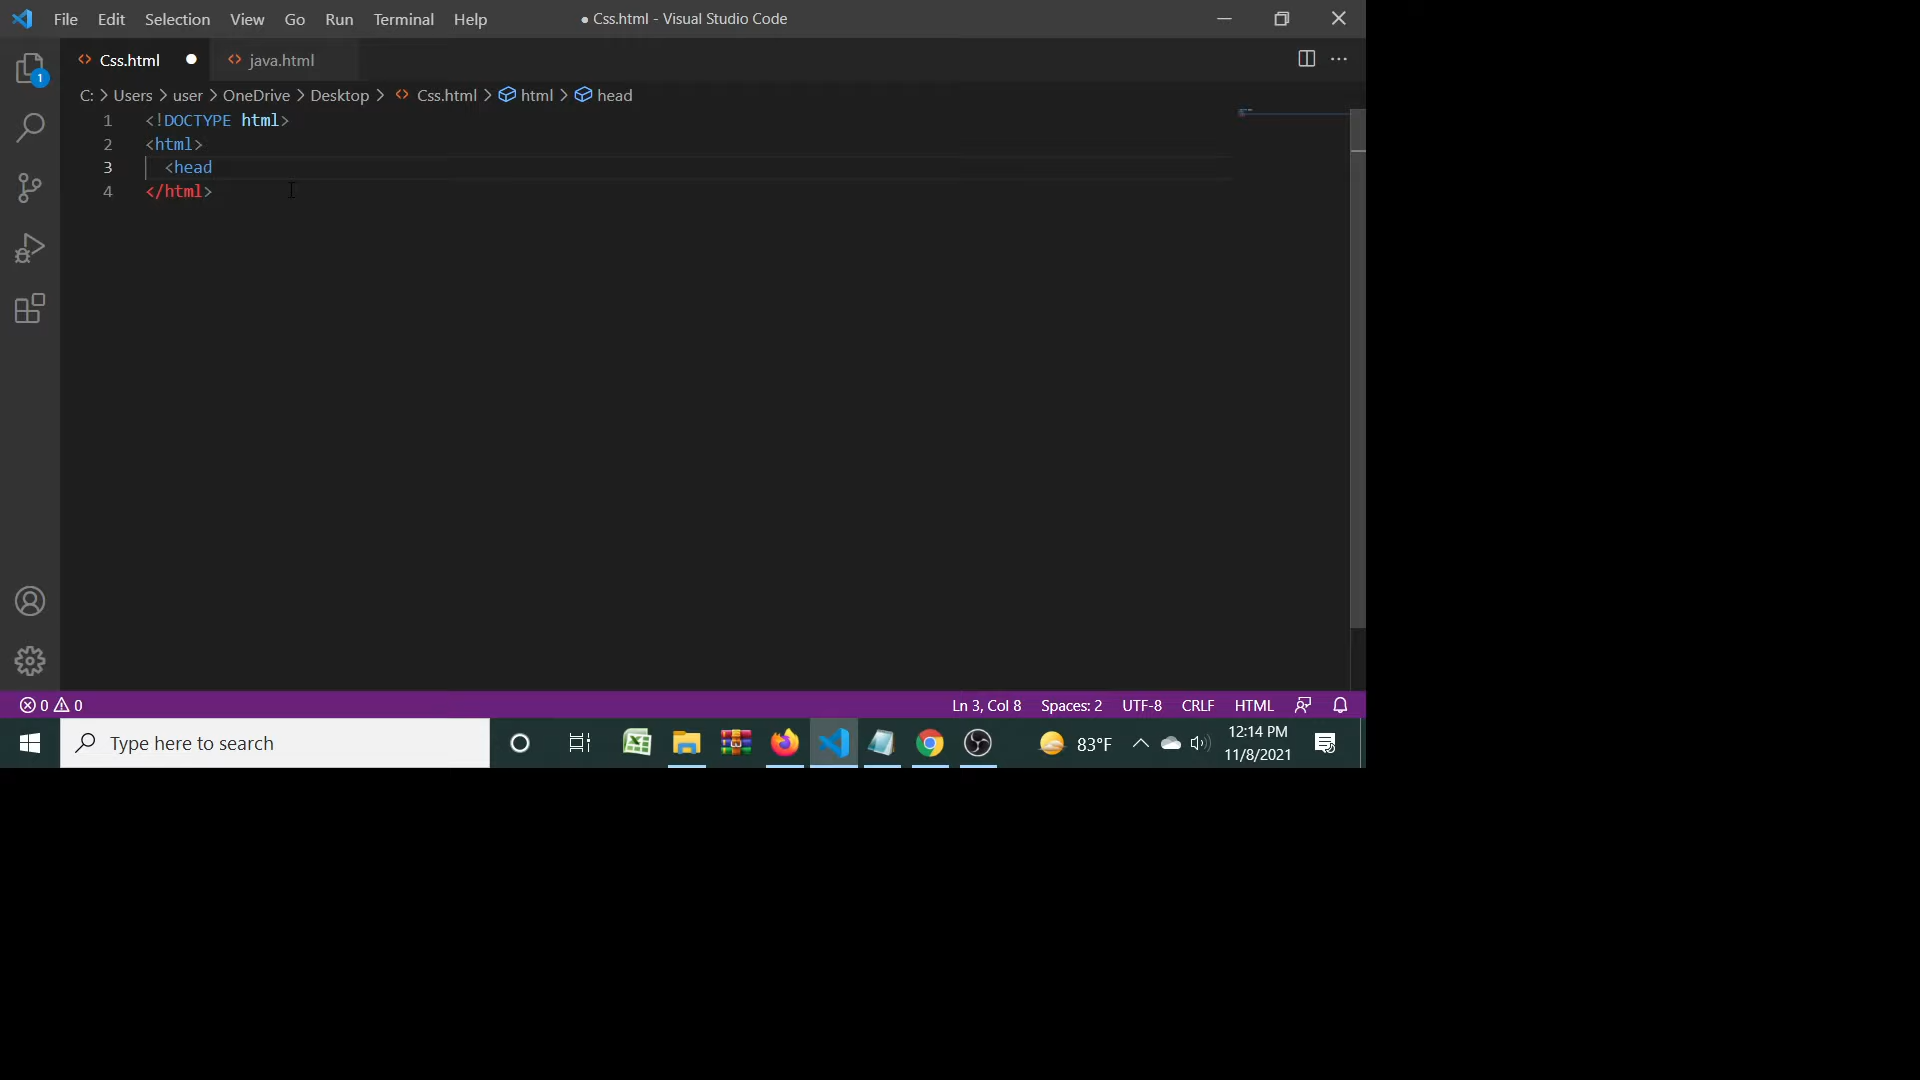 File Edit Selection View Go Run Terminal Help ● Css.html - Visual Studio Code
Css.html ● java.html
C: > Users > user > OneDrive > Desktop > Css.html > html > head
1 <!DOCTYPE html>
2 <html>
3 <head
4 </html>
1
0 0 Ln 3, Col 8 Spaces: 2 UTF-8 CRLF HTML
Type here to search 83°F 12:14 PM
11/8/2021